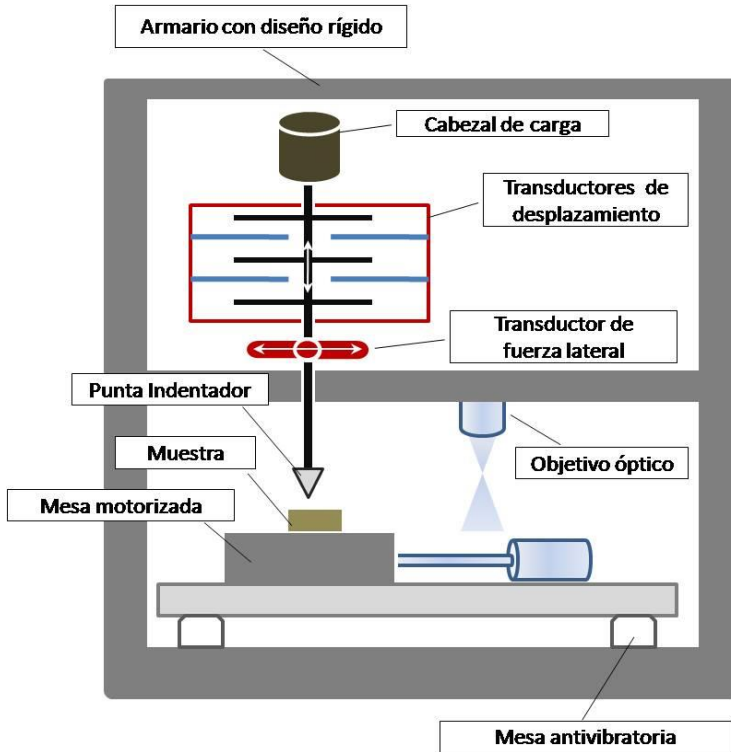 Armario con diseño rígido
Cabezal de carga
Transductores de
desplazamiento
Transductor de
fuerza lateral
Punta Indentador
Muestra
Objetivo óptico
Mesa motorizada
Mesa antivibratoria